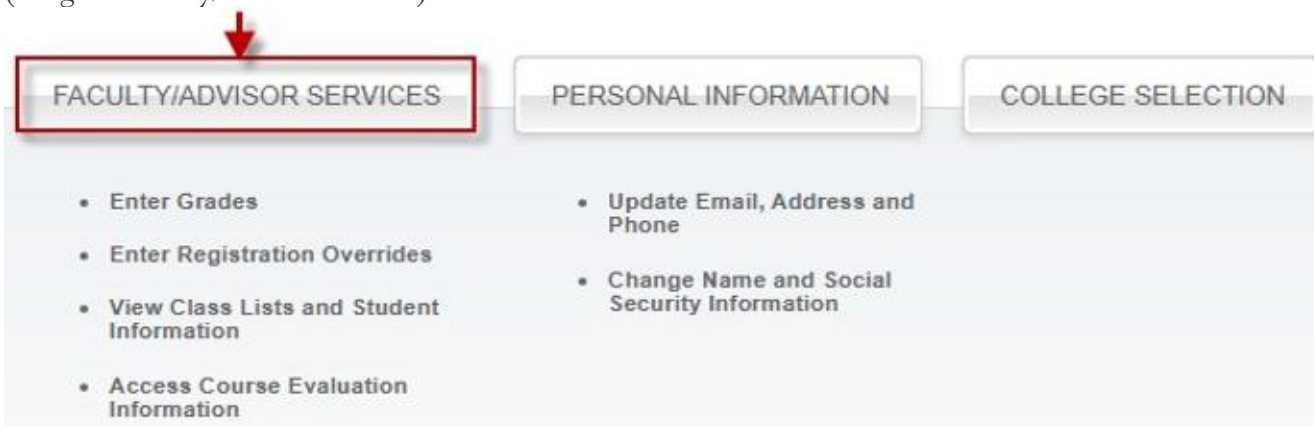 FACULTY/ADVISOR SERVICES
PERSONAL INFORMATION
COLLEGE SELECTION
• Enter Grades
• Enter Registration Overrides
• View Class Lists and Student
Information
• Access Course Evaluation
Information
• Update Email, Address and
Phone
• Change Name and Social
Security Information